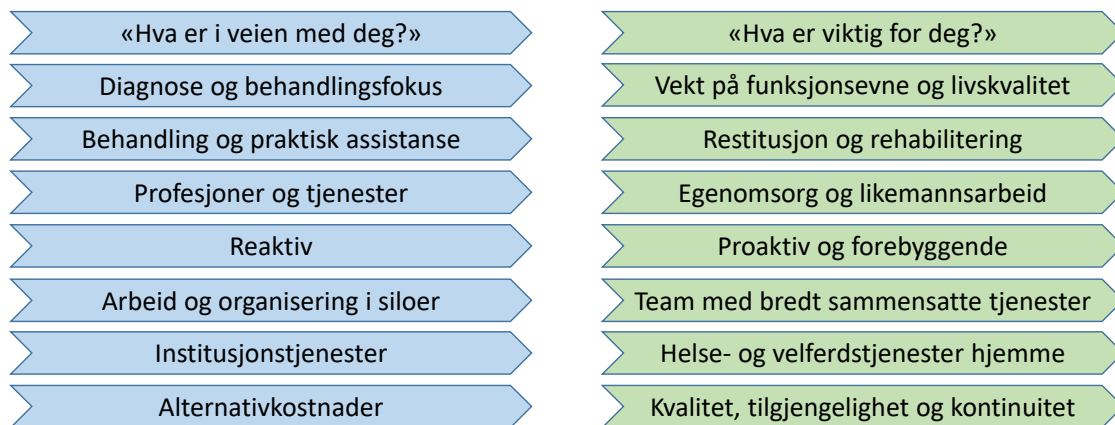 «Hva er i veien med deg?»
«Hva er viktig for deg?»
Diagnose og behandlingsfokus
Vekt på funksjonsevne og livskvalitet
Behandling og praktisk assistanse
Restitusjon og rehabilitering
Profesjoner og tjenester
Egenomsorg og likemannsarbeid
Reaktiv
Proaktiv og forebyggende
Arbeid og organisering i siloer
Team med bredt sammensatte tjenester
Institusjonstjenester
Helse- og velferdstjenester hjemme
Alternativkostnader
Kvalitet, tilgjengelighet og kontinuitet